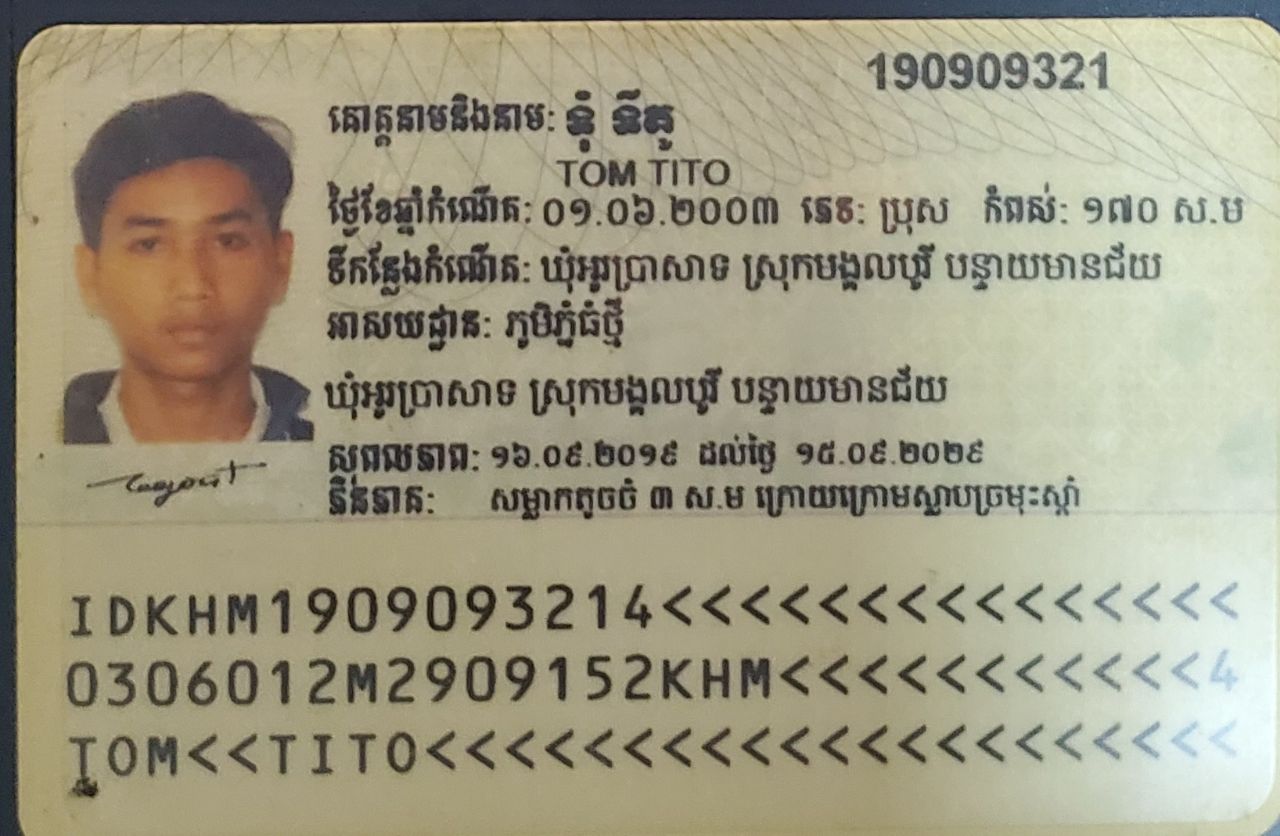 190909321
គោត្តនាមនិងនាម: ទុំ ទីតូ
TOM TITO
ថ្ងៃខែឆ្នាំកំណើត: ០១.០៦.២០០៣ ភេទ: ប្រុស កំពស់: ១៧០ ស.ម
ទីកន្លែងកំណើត: ឃុំអូរប្រាសាទ ស្រុកមង្គលបូរី បន្ទាយមានជ័យ
អាសយដ្ឋាន: ភូមិភ្នំធំថ្មី
ឃុំអូរប្រាសាទ ស្រុកមង្គលបូរី បន្ទាយមានជ័យ
សុពលភាព: ១៦.០៩.២០១៩ ដល់ថ្ងៃ ១៥.០៩.២០២៩
ភិនភាគ: សម្លាកតូចចំ ៣ ស.ម ក្រោយក្រោមស្លាបច្រមុះស្តាំ
IDKHM1909093214<<<<<<<<<<<<<<<
0306012M2909152KHM<<<<<<<<<<<4
TOM<<TITO<<<<<<<<<<<<<<<<<<<<<